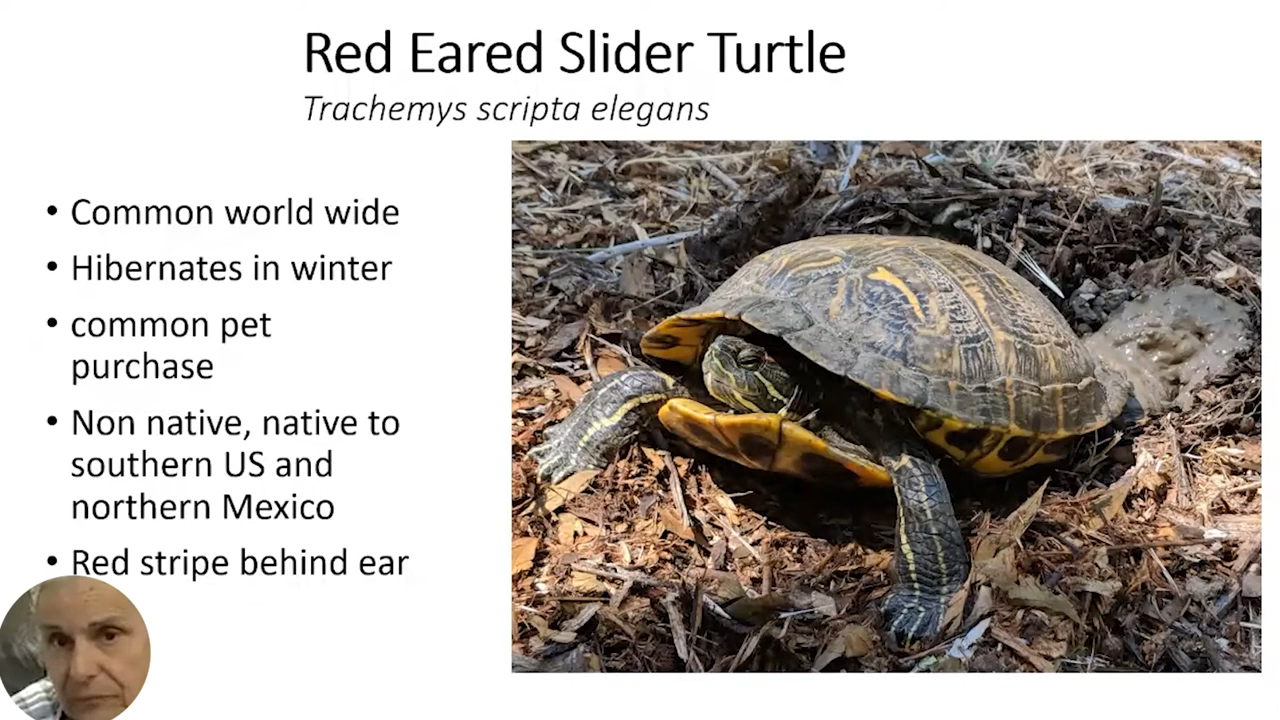 Red Eared Slider Turtle
Trachemys scripta elegans
• Common world wide
• Hibernates in winter
• common pet
purchase
• Non native, native to
southern US and
northern Mexico
• Red stripe behind ear